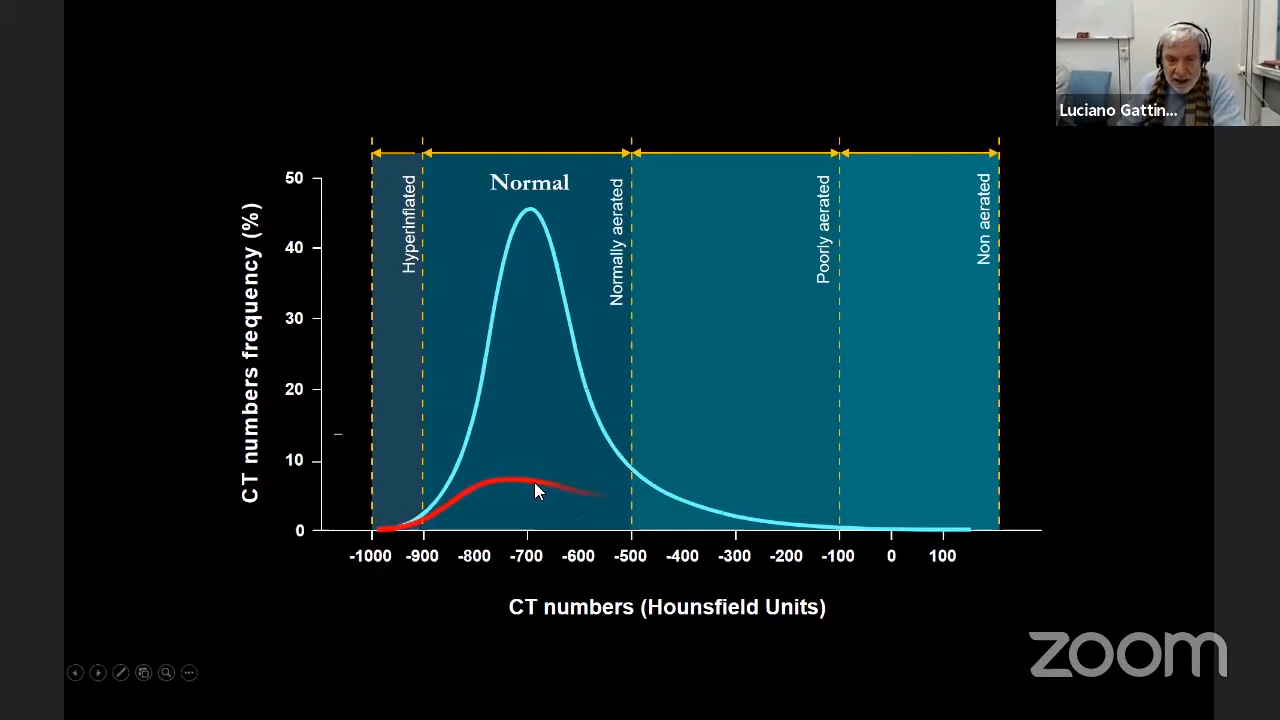 Luciano Gattin...
Normal
Hyperinflated
Normally aerated
Poorly aerated
Non aerated
CT numbers frequency (%)
50
40
30
20
10
0
-1000 -900 -800 -700 -600 -500 -400 -300 -200 -100 0 100
CT numbers (Hounsfield Units)
zoom